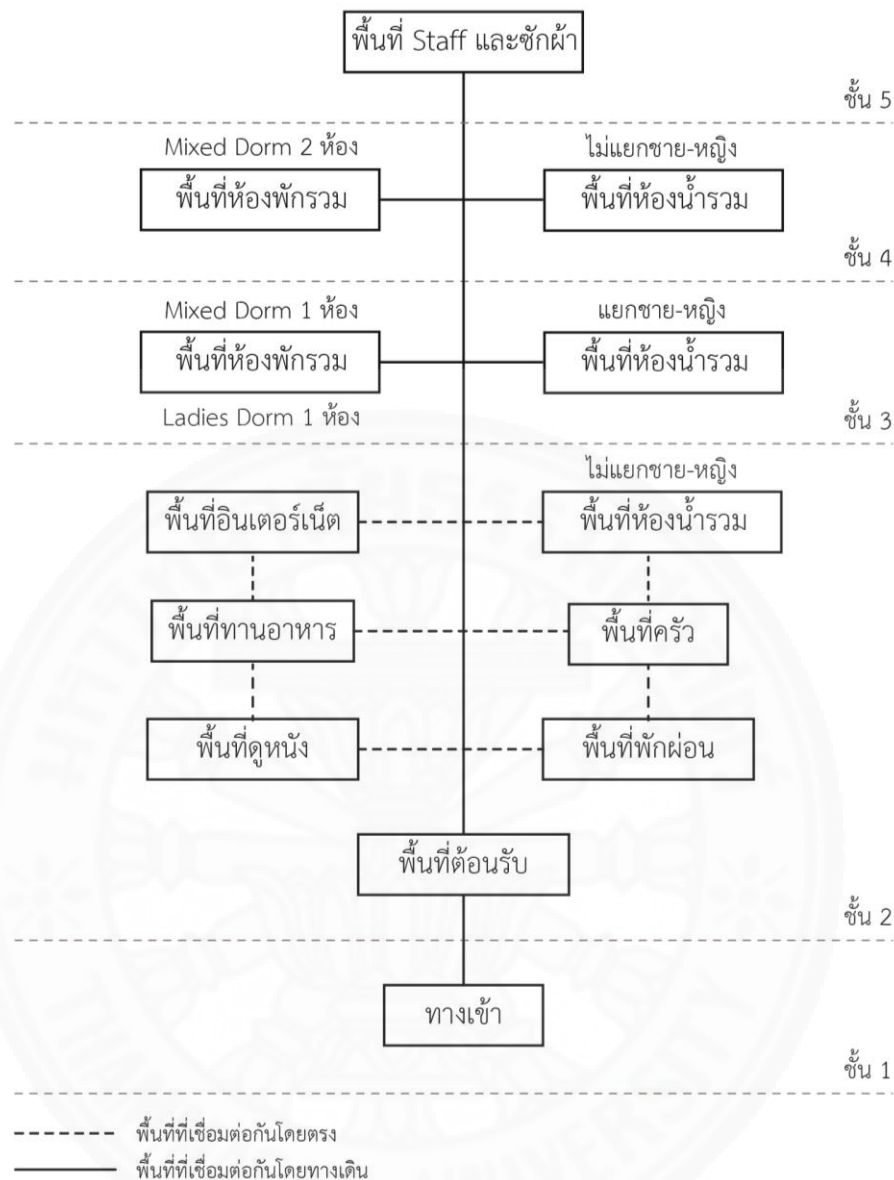 พื้นที่ Staff และซักผ้า
ชั้น 5
Mixed Dorm 2 ห้อง
ไม่แยกชาย-หญิง
พื้นที่ห้องพักรวม
พื้นที่ห้องน้ำรวม
ชั้น 4
Mixed Dorm 1 ห้อง
แยกชาย-หญิง
พื้นที่ห้องพักรวม
พื้นที่ห้องน้ำรวม
Ladies Dorm 1 ห้อง
ชั้น 3
ไม่แยกชาย-หญิง
พื้นที่อินเตอร์เน็ต
พื้นที่ห้องน้ำรวม
พื้นที่ทานอาหาร
พื้นที่ครัว
พื้นที่ดูหนัง
พื้นที่พักผ่อน
พื้นที่ต้อนรับ
ชั้น 2
ทางเข้า
ชั้น 1
พื้นที่ที่เชื่อมต่อกันโดยตรง
พื้นที่ที่เชื่อมต่อกันโดยทางเดิน